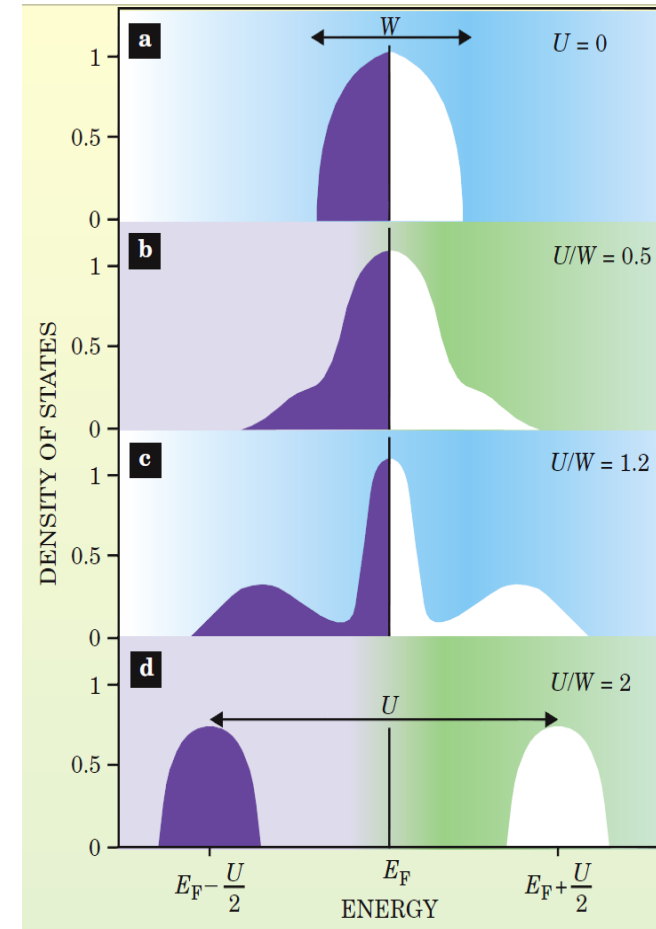 a
W
U = 0
1
0.5
0
b
U/W = 0.5
1
0.5
0
c
U/W = 1.2
1
0.5
0
d
U/W = 2
1
U
0.5
0
DENSITY OF STATES
E_F − U/2
E_F
E_F + U/2
ENERGY